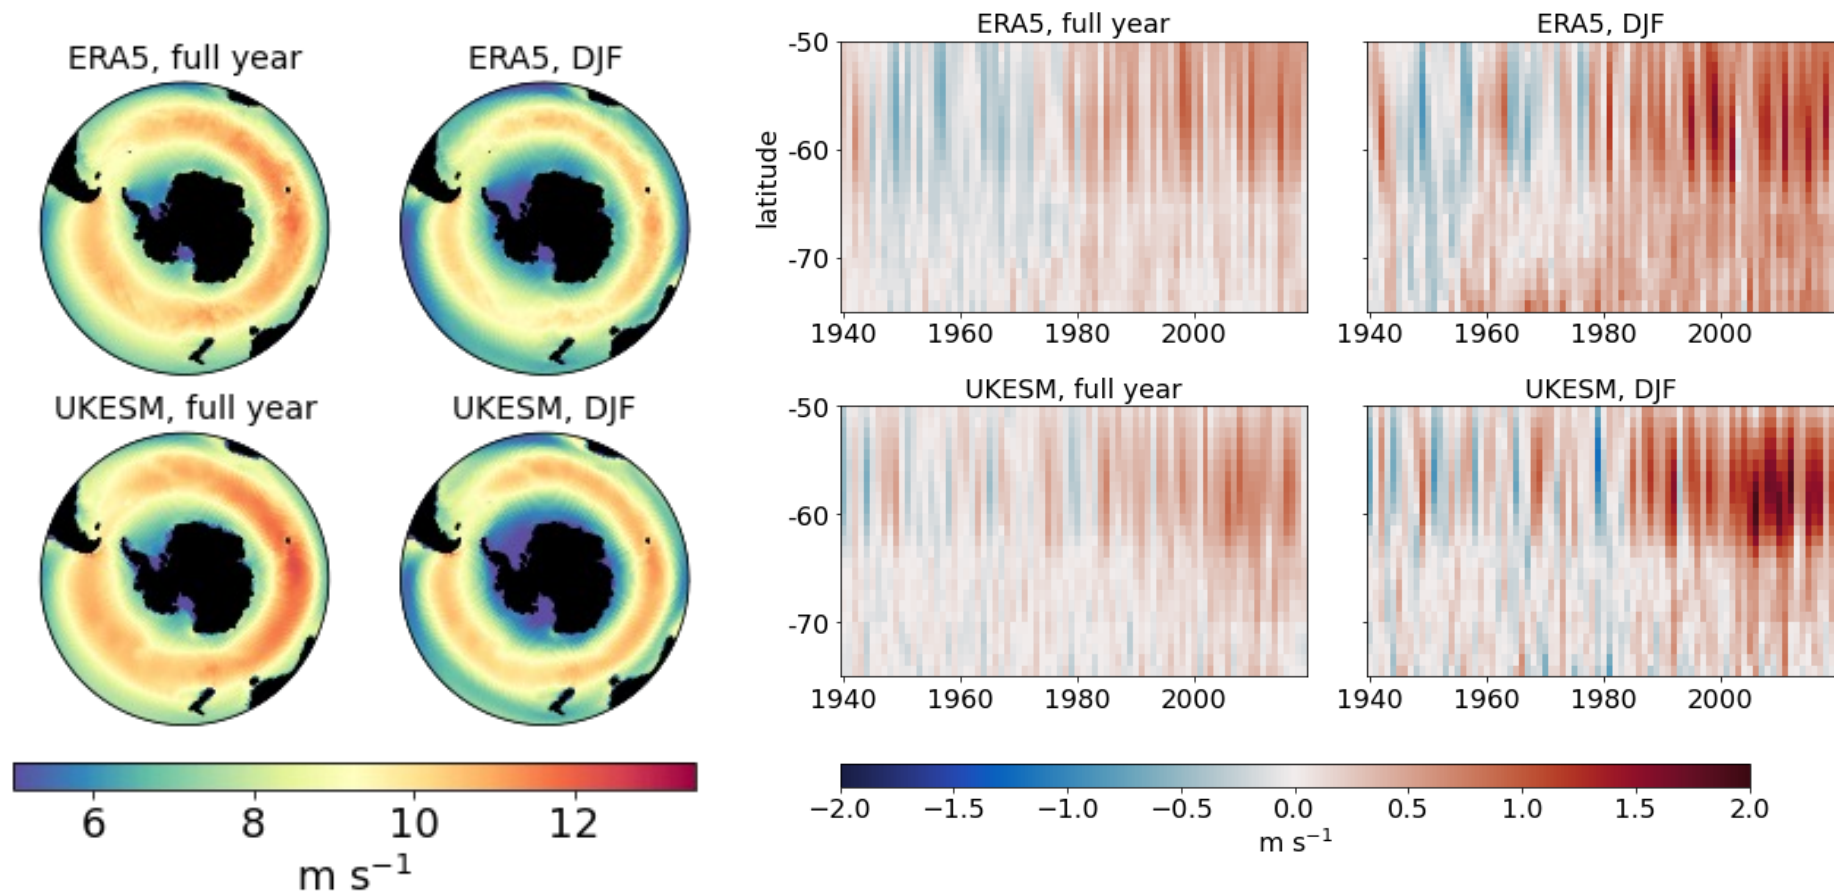 ERA5, full year
ERA5, DJF
UKESM, full year
UKESM, DJF
6 8 10 12
m s⁻¹
ERA5, full year
-50
-60
-70
latitude
1940 1960 1980 2000
ERA5, DJF
1940 1960 1980 2000
UKESM, full year
-50
-60
-70
1940 1960 1980 2000
UKESM, DJF
1940 1960 1980 2000
−2.0 −1.5 −1.0 −0.5 0.0 0.5 1.0 1.5 2.0
m s⁻¹